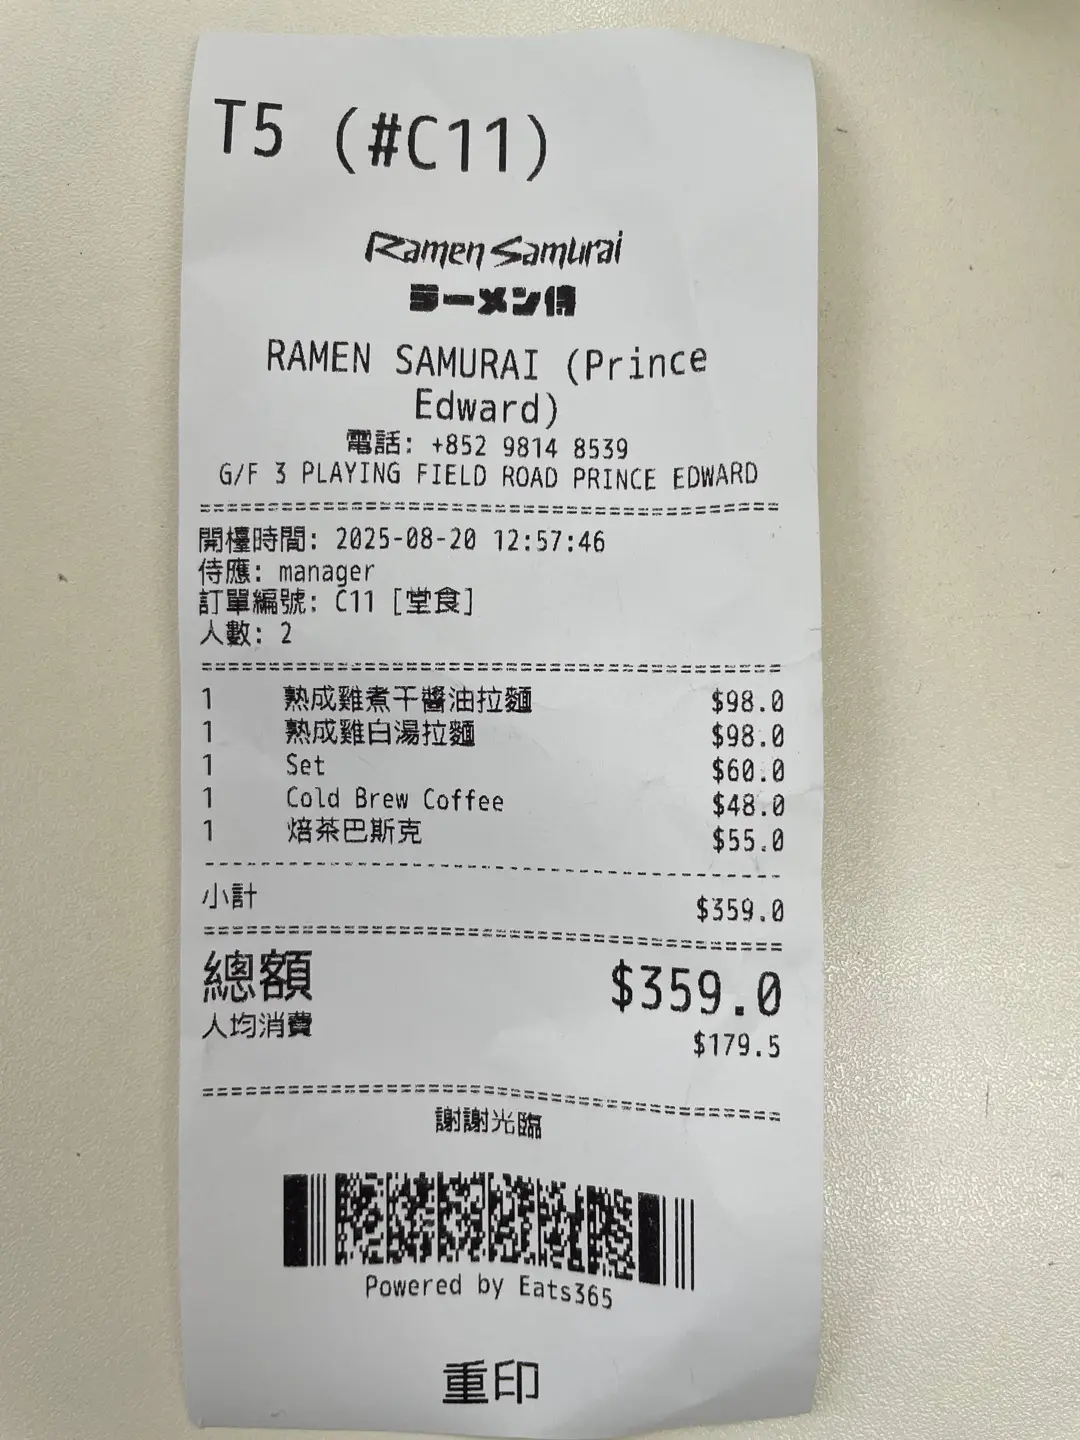 T5 (#C11)
Ramen Samurai
ラーメン侍
RAMEN SAMURAI (Prince
Edward)
電話: +852 9814 8539
G/F 3 PLAYING FIELD ROAD PRINCE EDWARD
開檯時間: 2025-08-20 12:57:46
侍應: manager
訂單編號: C11 [堂食]
人數: 2
1 熟成雞煮干醬油拉麵 $98.0
1 熟成雞白湯拉麵 $98.0
1 Set $60.0
1 Cold Brew Coffee $48.0
1 焙茶巴斯克 $55.0
小計 $359.0
總額 $359.0
人均消費 $179.5
謝謝光臨
Powered by Eats365
重印